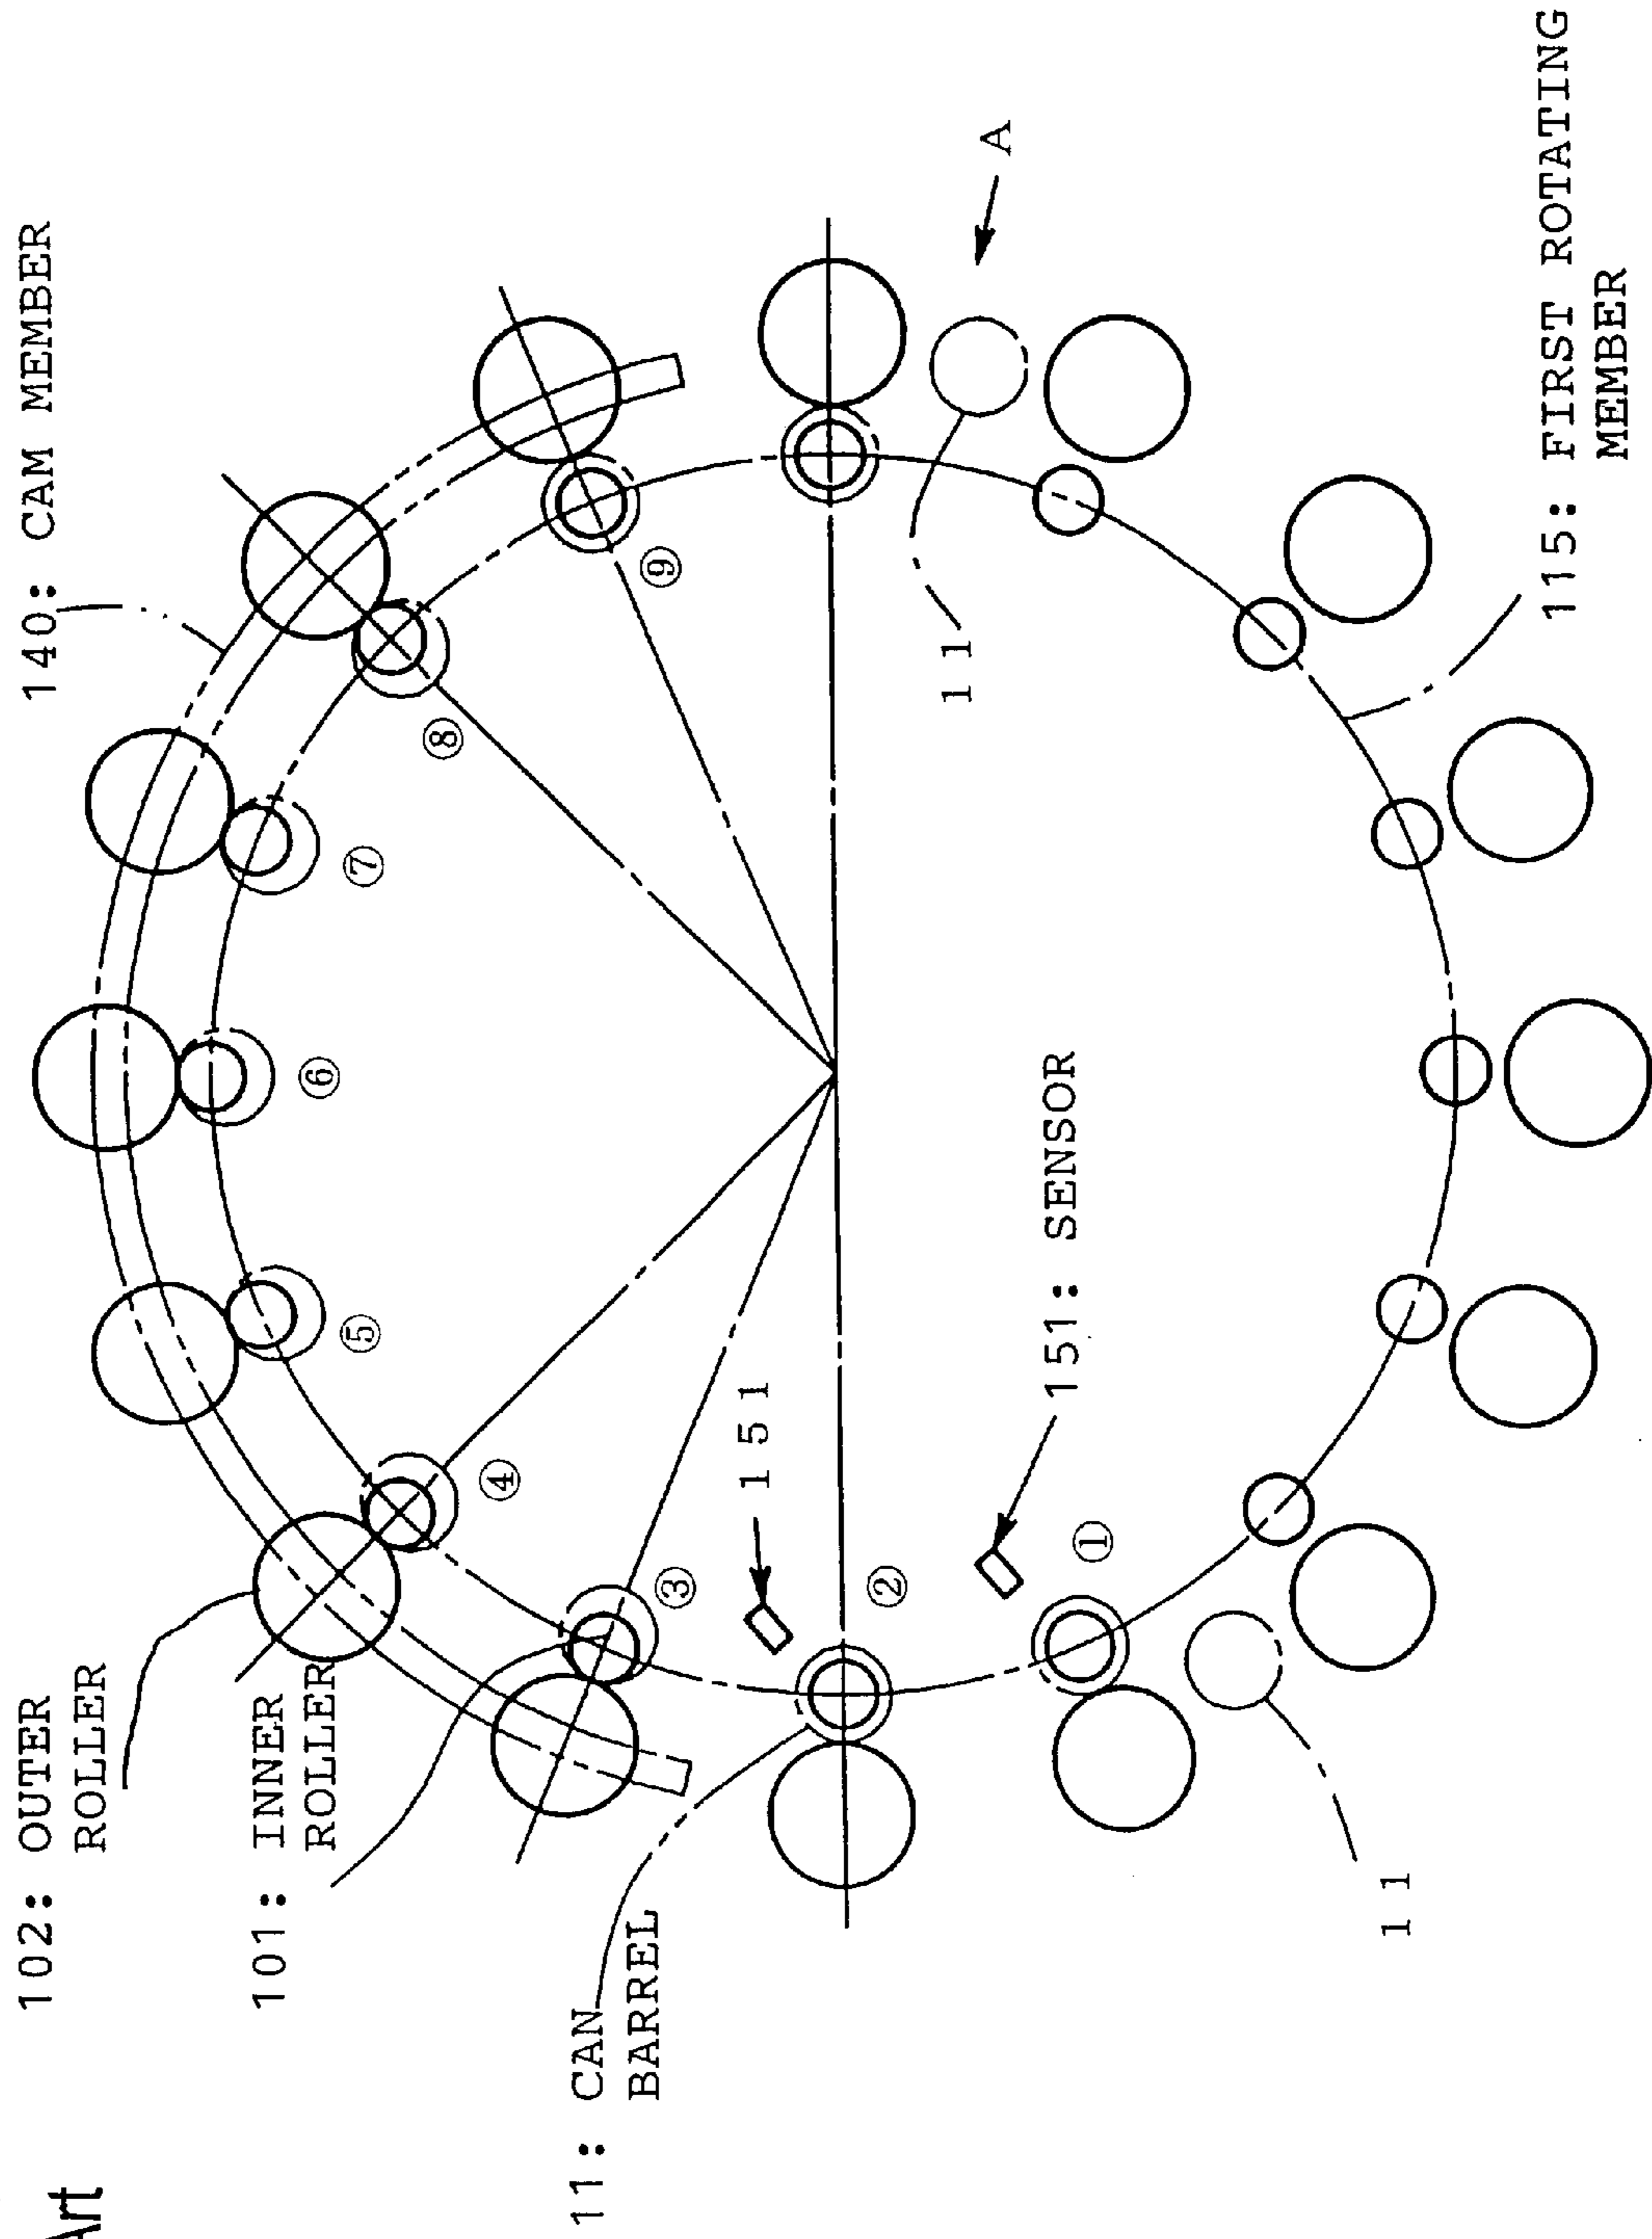 Art
102: OUTER
ROLLER
140: CAM MEMBER
101: INNER
ROLLER
11: CAN
BARREL
⑤
⑥
⑦
④
⑧
③
⑨
151
②
151: SENSOR
①
11
A
11
115: FIRST ROTATING
MEMBER